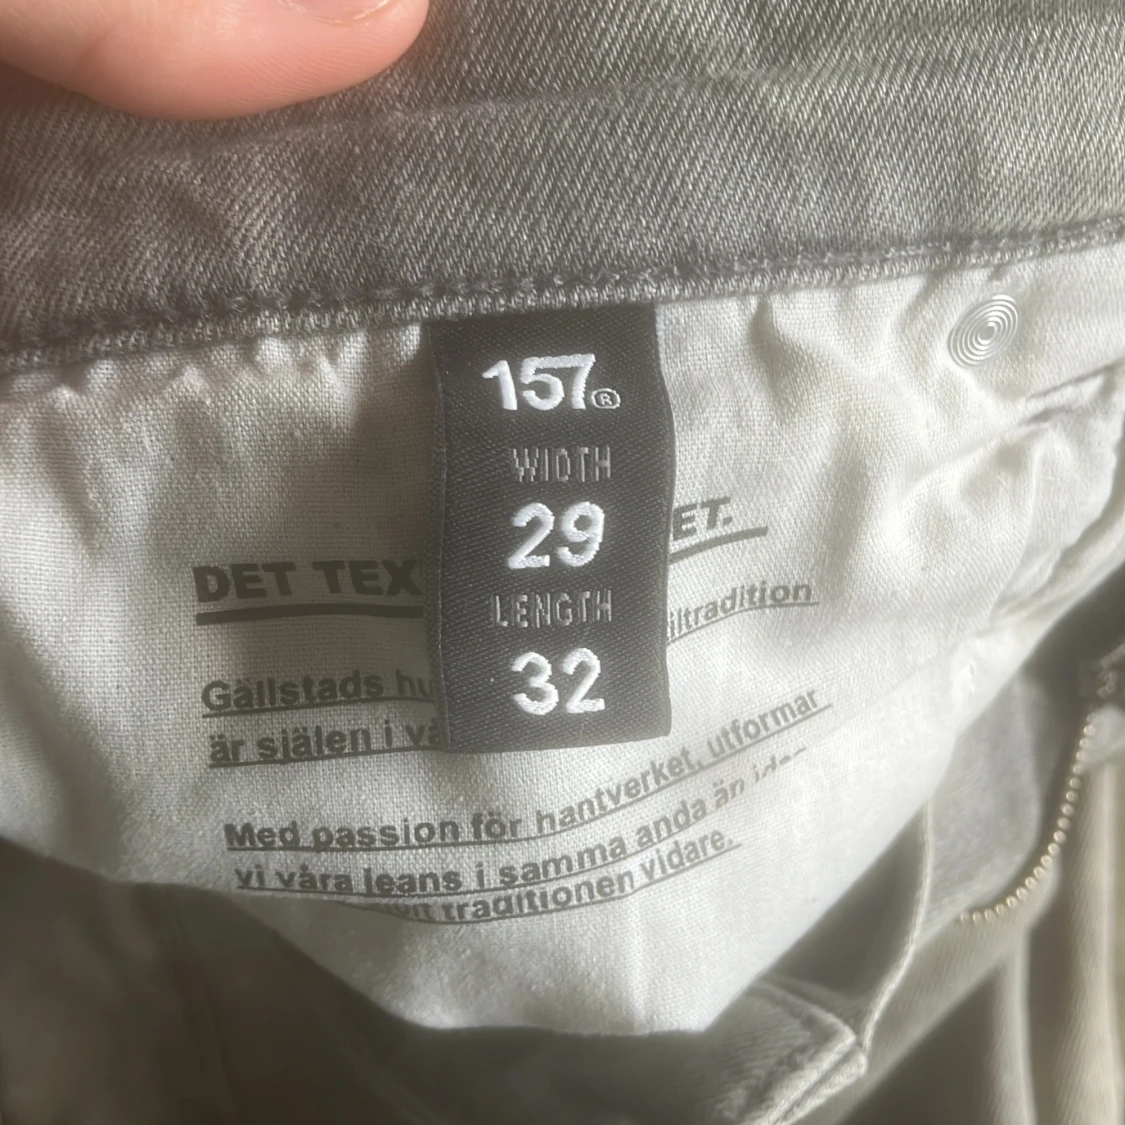 157®
WIDTH
29
LENGTH
32
DET TEX ET.
Gällstads hu iltradition
är själen i vå
Med passion för hantverket, utformar
vi våra jeans i samma anda än idag
traditionen vidare.